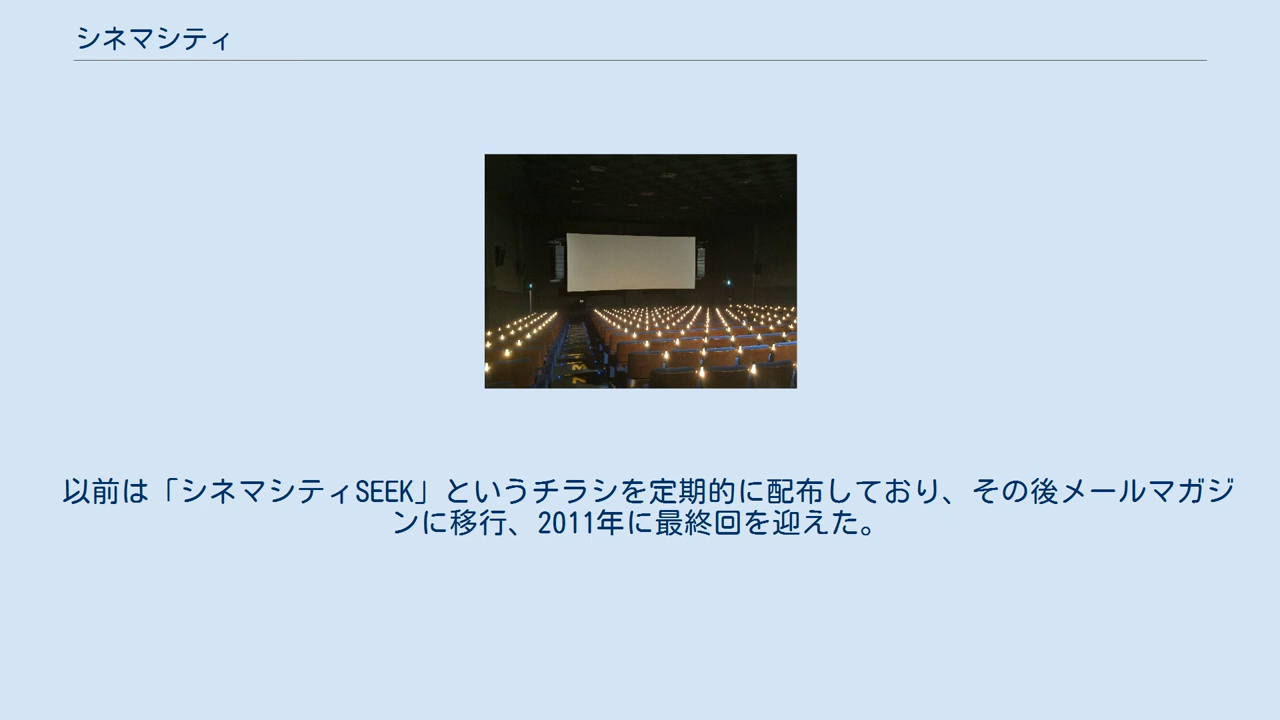 シネマシティ
以前は「シネマシティSEEK」というチラシを定期的に配布しており、その後メールマガジ
ンに移行、2011年に最終回を迎えた。